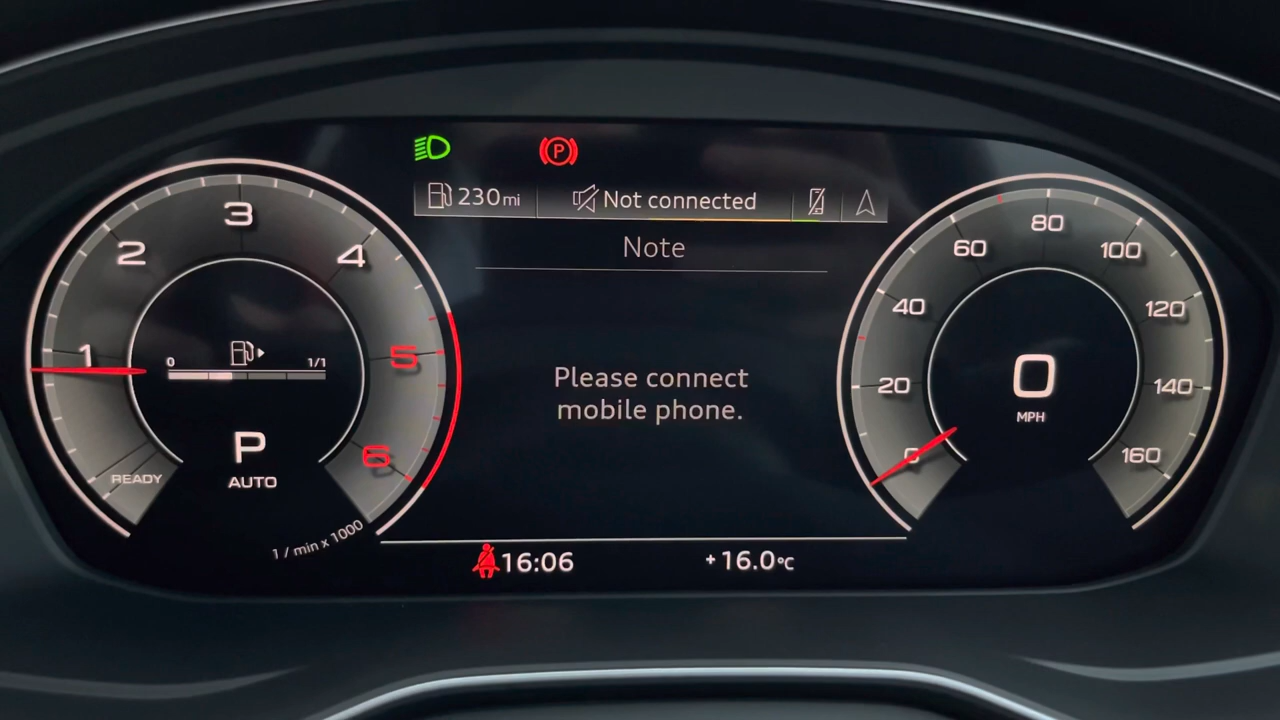 P
230 mi
Not connected
Note
Please connect
mobile phone.
16:06
+16.0°C
1
2
3
4
5
6
0
1/1
P
AUTO
READY
1 / min x 1000
0
20
40
60
80
100
120
140
160
0
MPH